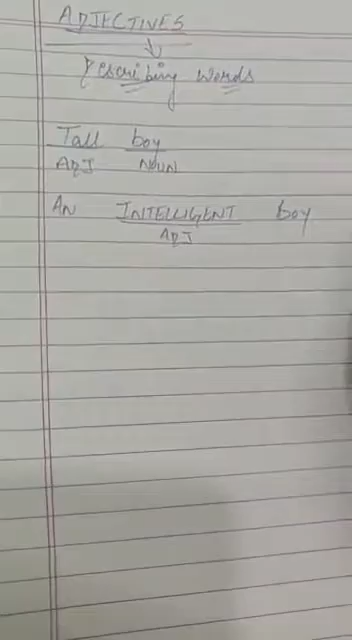 ADJECTIVES
Describing words
Tall boy
ADJ NOUN
AN INTELLIGENT boy
ADJ